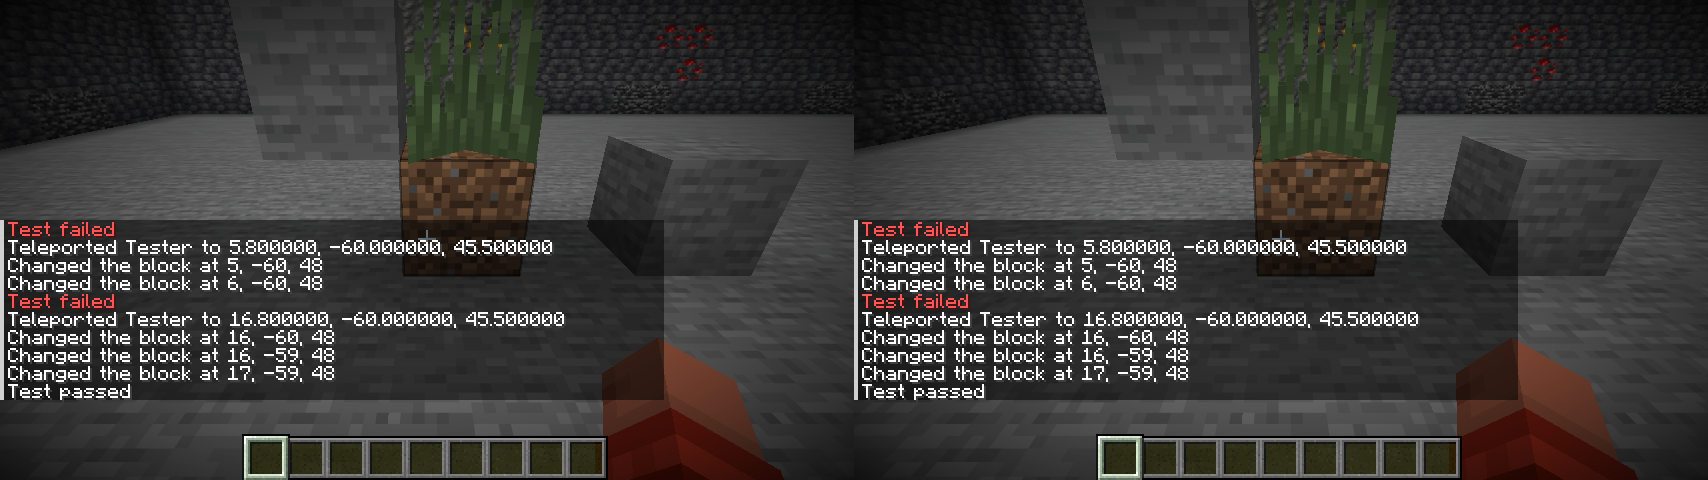 Test failed
Teleported Tester to 5.800000, -60.000000, 45.500000
Changed the block at 5, -60, 48
Changed the block at 6, -60, 48
Test failed
Teleported Tester to 16.800000, -60.000000, 45.500000
Changed the block at 16, -60, 48
Changed the block at 16, -59, 48
Changed the block at 17, -59, 48
Test passed
Test failed
Teleported Tester to 5.800000, -60.000000, 45.500000
Changed the block at 5, -60, 48
Changed the block at 6, -60, 48
Test failed
Teleported Tester to 16.800000, -60.000000, 45.500000
Changed the block at 16, -60, 48
Changed the block at 16, -59, 48
Changed the block at 17, -59, 48
Test passed